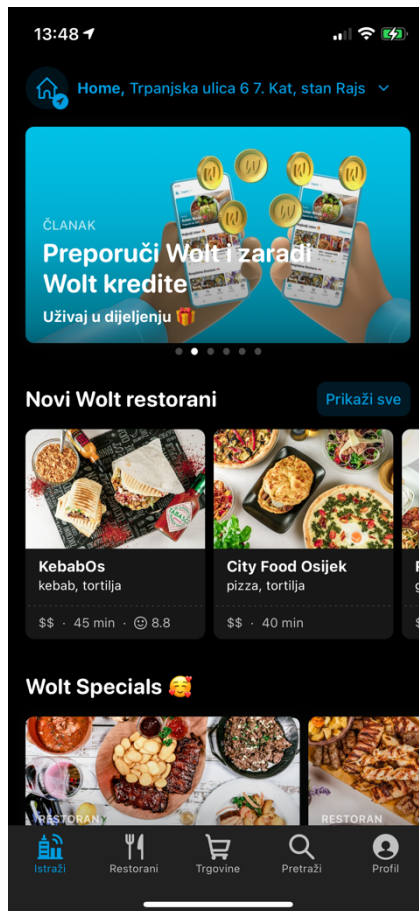 13:48
Home, Trpanjska ulica 6 7. Kat, stan Rajs
ČLANAK
Preporuči Wolt i zaradi
Wolt kredite
Uživaj u dijeljenju 🎁
Novi Wolt restorani
Prikaži sve
KebabOs
kebab, tortilja
$$ · 45 min · 8.8
City Food Osijek
pizza, tortilja
$$ · 40 min
Wolt Specials 🥰
RESTORAN
RESTORAN
Istraži
Restorani
Trgovine
Pretraži
Profil